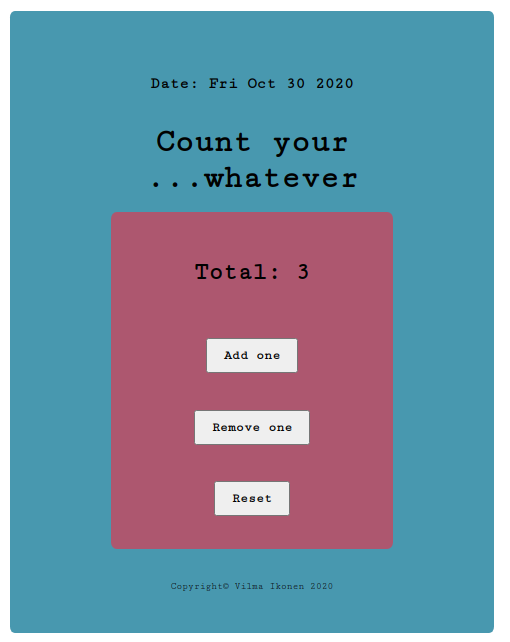 Date: Fri Oct 30 2020
Count your
...whatever
Total: 3
Add one
Remove one
Reset
Copyright© Vilma Ikonen 2020